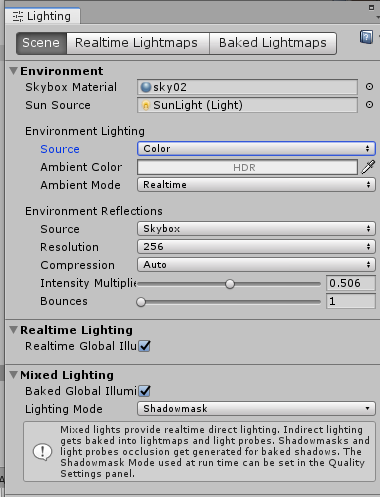 Lighting
Scene Realtime Lightmaps Baked Lightmaps
Environment
Skybox Material sky02
Sun Source SunLight (Light)
Environment Lighting
Source Color
Ambient Color HDR
Ambient Mode Realtime
Environment Reflections
Source Skybox
Resolution 256
Compression Auto
Intensity Multiplie 0.506
Bounces 1
Realtime Lighting
Realtime Global Illu
Mixed Lighting
Baked Global Illumi
Lighting Mode Shadowmask
Mixed lights provide realtime direct lighting. Indirect lighting
gets baked into lightmaps and light probes. Shadowmasks and
light probes occlusion get generated for baked shadows. The
Shadowmask Mode used at run time can be set in the Quality
Settings panel.